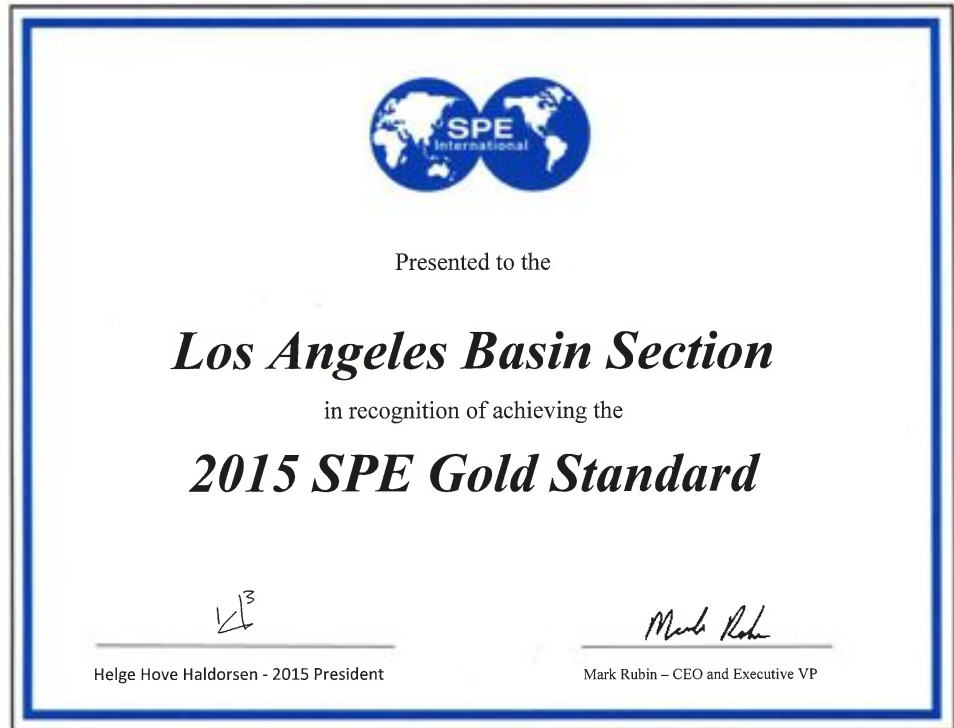 SPE
International
Presented to the
Los Angeles Basin Section
in recognition of achieving the
2015 SPE Gold Standard
Helge Hove Haldorsen - 2015 President
Mark Rubin – CEO and Executive VP